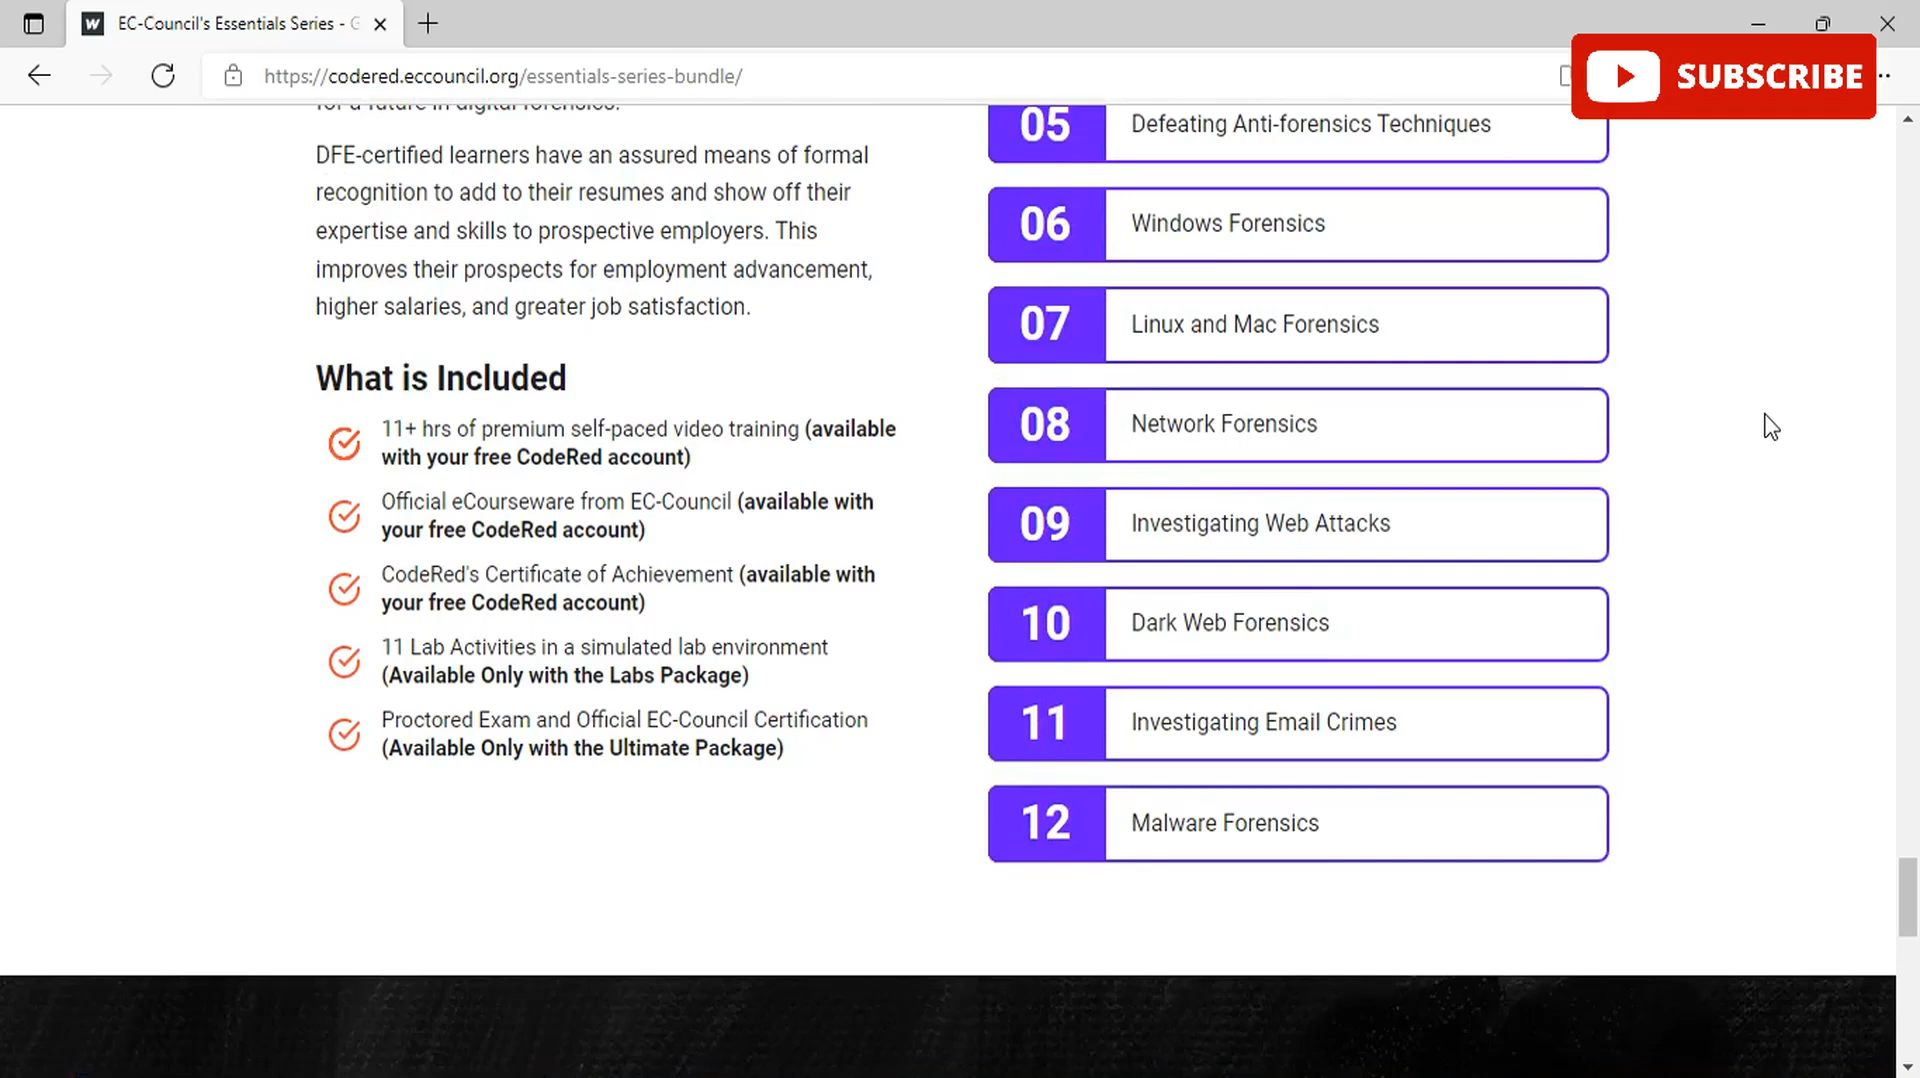 EC-Council's Essentials Series - G
https://codered.eccouncil.org/essentials-series-bundle/
SUBSCRIBE
for a future in digital forensics.
DFE-certified learners have an assured means of formal
recognition to add to their resumes and show off their
expertise and skills to prospective employers. This
improves their prospects for employment advancement,
higher salaries, and greater job satisfaction.
What is Included
11+ hrs of premium self-paced video training (available
with your free CodeRed account)
Official eCourseware from EC-Council (available with
your free CodeRed account)
CodeRed's Certificate of Achievement (available with
your free CodeRed account)
11 Lab Activities in a simulated lab environment
(Available Only with the Labs Package)
Proctored Exam and Official EC-Council Certification
(Available Only with the Ultimate Package)
05 Defeating Anti-forensics Techniques
06 Windows Forensics
07 Linux and Mac Forensics
08 Network Forensics
09 Investigating Web Attacks
10 Dark Web Forensics
11 Investigating Email Crimes
12 Malware Forensics